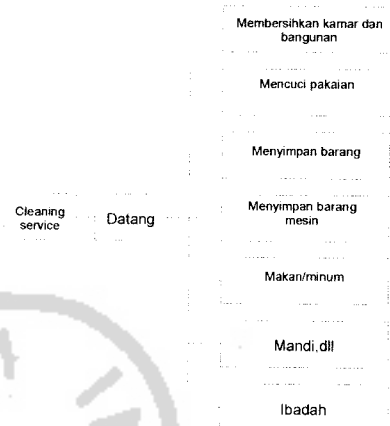 Cleaning
service
Datang
Membersihkan kamar dan
bangunan
Mencuci pakaian
Menyimpan barang
Menyimpan barang
mesin
Makan/minum
Mandi,dll
Ibadah